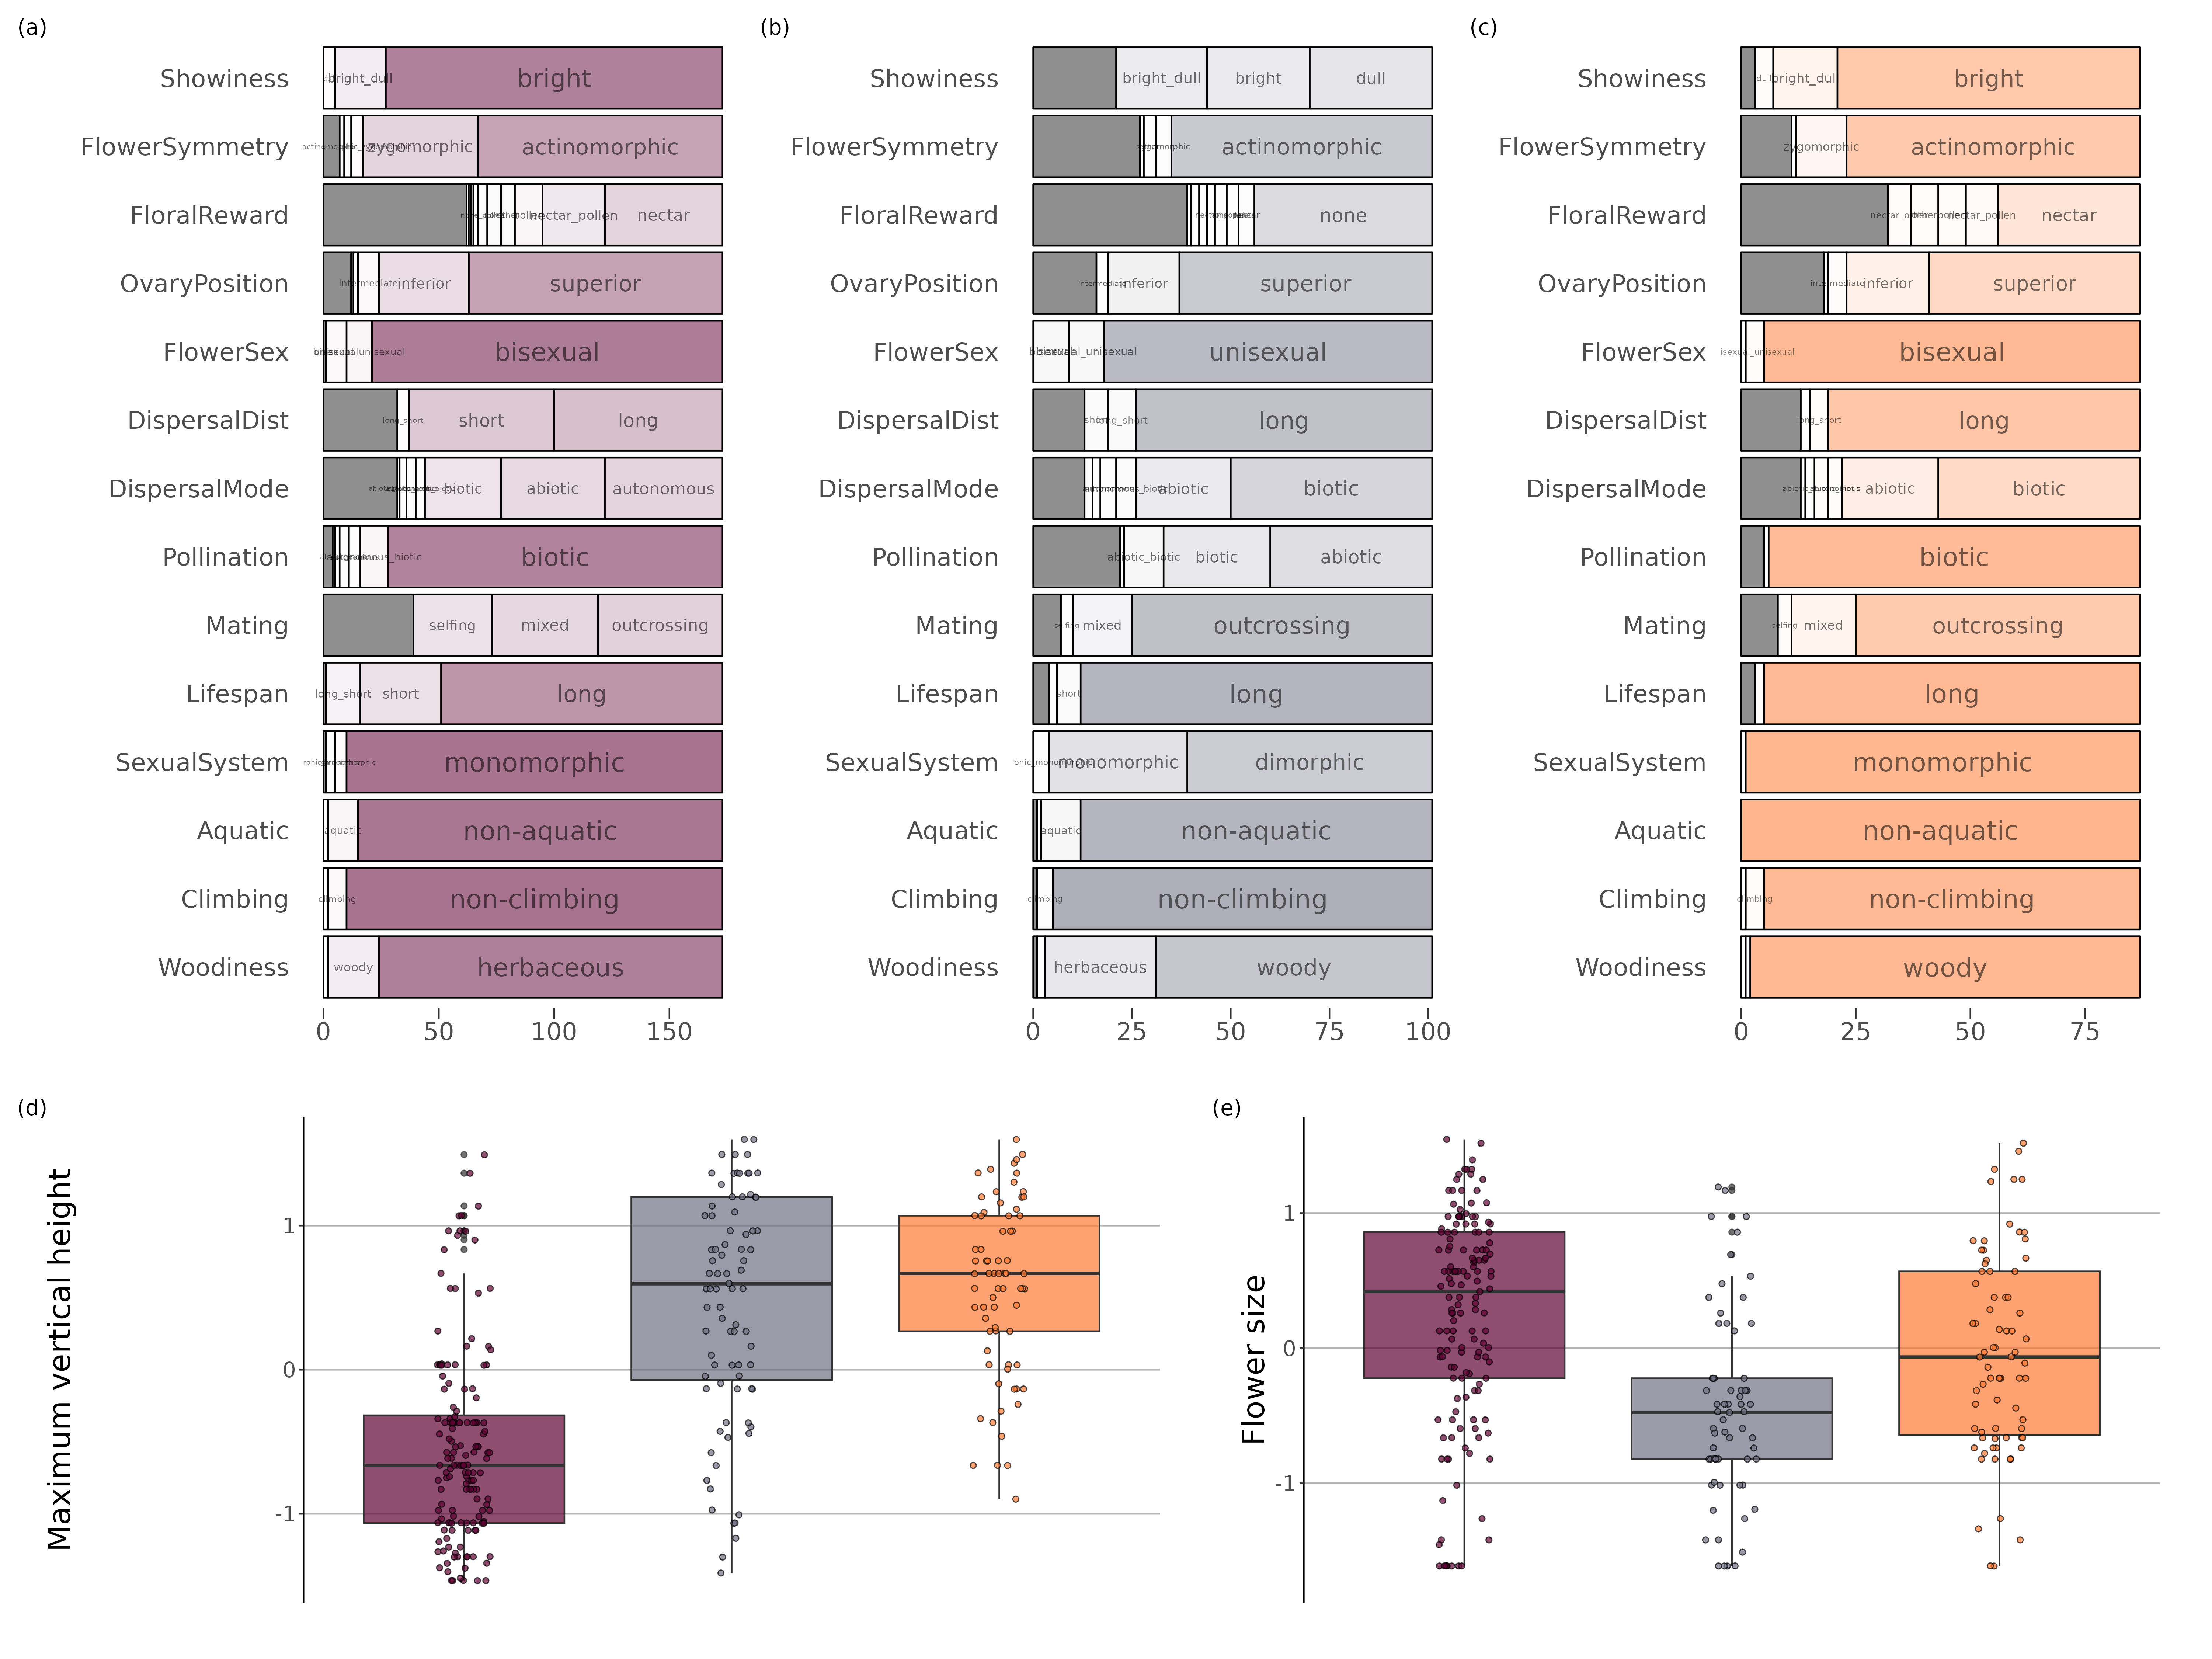 (a) (b) (c)
Showiness bright_dull bright
FlowerSymmetry zygomorphic actinomorphic
FloralReward nectar_pollen nectar
OvaryPosition intermediate inferior superior
FlowerSex bisexual
DispersalDist long_short short long
DispersalMode biotic abiotic autonomous
Pollination biotic
Mating selfing mixed outcrossing
Lifespan long_short short long
SexualSystem monomorphic
Aquatic aquatic non-aquatic
Climbing climbing non-climbing
Woodiness woody herbaceous
0 50 100 150
Showiness bright_dull bright dull
FlowerSymmetry actinomorphic
FloralReward none
OvaryPosition intermediate inferior superior
FlowerSex unisexual
DispersalDist short long_short long
DispersalMode abiotic biotic
Pollination abiotic_biotic biotic abiotic
Mating selfing mixed outcrossing
Lifespan short long
SexualSystem monomorphic dimorphic
Aquatic aquatic non-aquatic
Climbing climbing non-climbing
Woodiness herbaceous woody
0 25 50 75 100
Showiness dull bright_dull bright
FlowerSymmetry zygomorphic actinomorphic
FloralReward nectar_pollen nectar
OvaryPosition intermediate inferior superior
FlowerSex bisexual
DispersalDist long_short long
DispersalMode abiotic biotic
Pollination biotic
Mating selfing mixed outcrossing
Lifespan long
SexualSystem monomorphic
Aquatic non-aquatic
Climbing climbing non-climbing
Woodiness woody
0 25 50 75
(d)
Maximum vertical height
1
0
-1
(e)
Flower size
1
0
-1